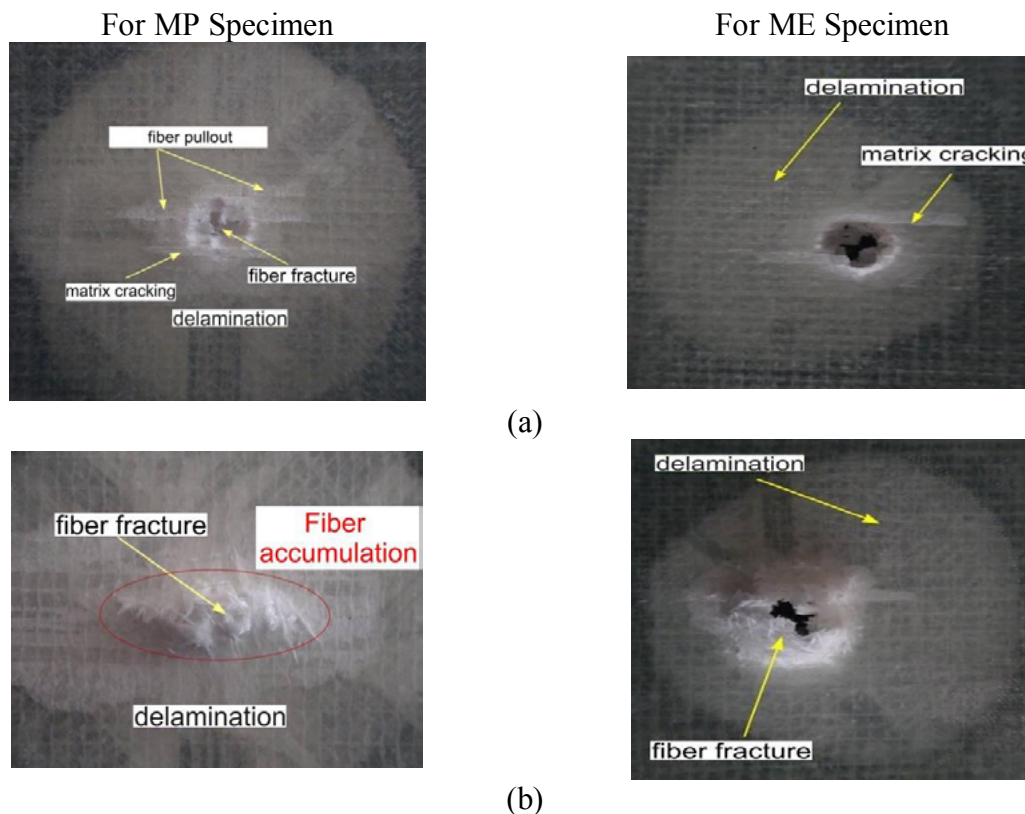 For MP Specimen
For ME Specimen
fiber pullout
fiber fracture
matrix cracking
delamination
delamination
matrix cracking
(a)
fiber fracture
Fiber
accumulation
delamination
delamination
fiber fracture
(b)